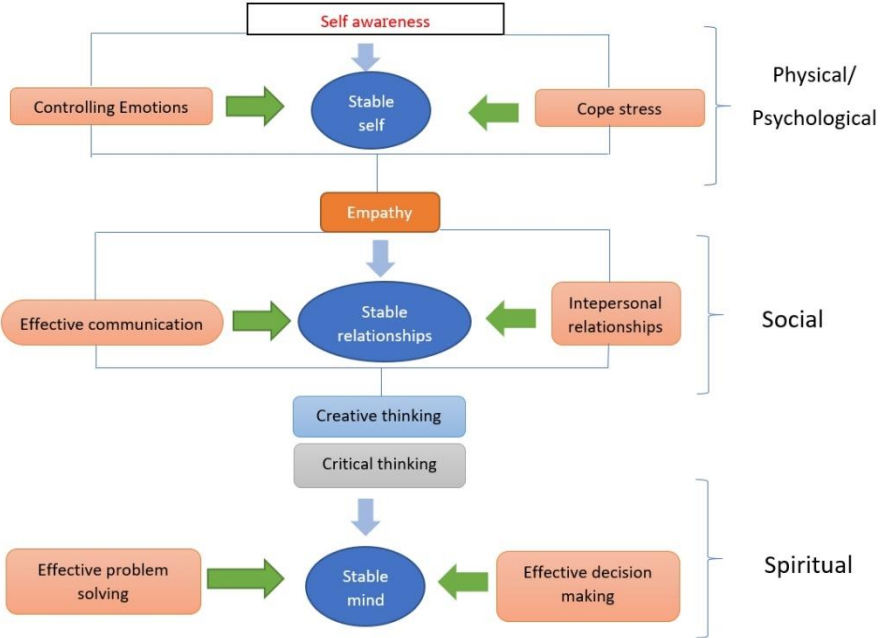 Self awareness
Physical/
Psychological
Controlling Emotions
Stable
self
Cope stress
Empathy
Effective communication
Stable
relationships
Intepersonal
relationships
Social
Creative thinking
Critical thinking
Effective problem
solving
Stable
mind
Effective decision
making
Spiritual